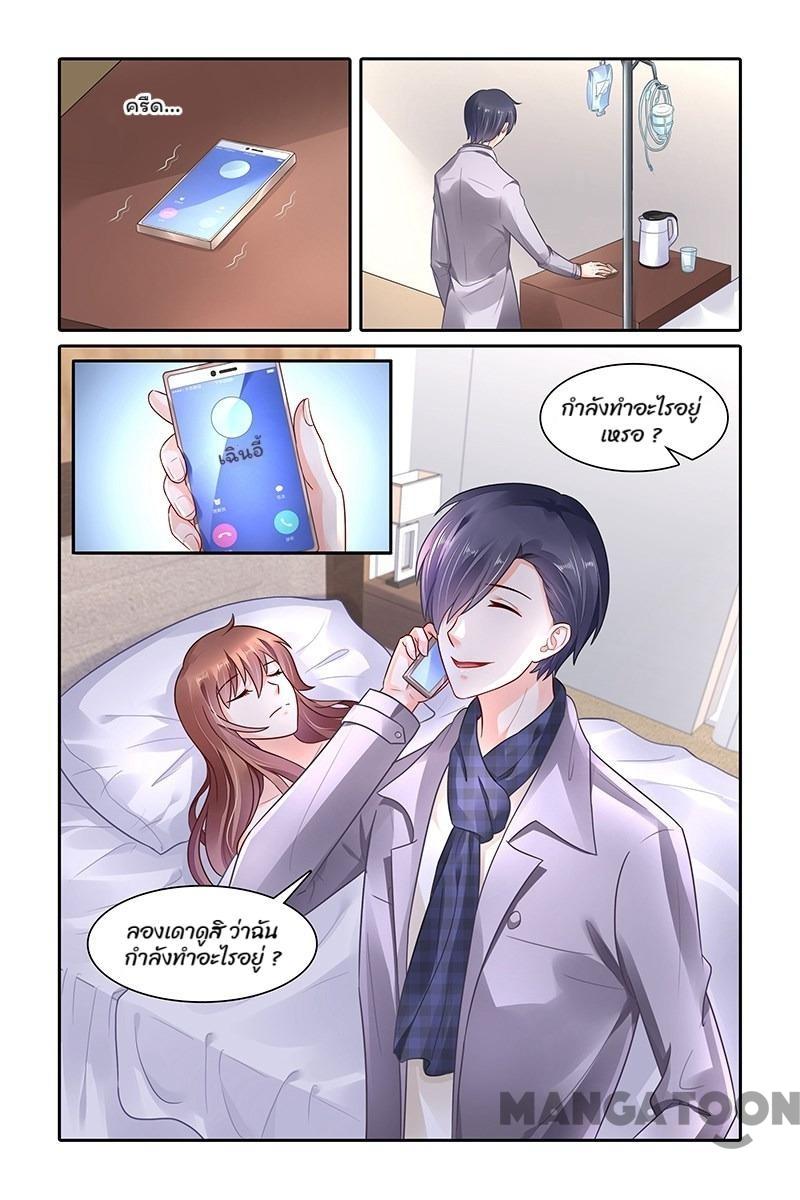 ครืด...
เฉินอี้
กำลังทำอะไรอยู่
เหรอ ?
ลองเดาดูสิ ว่าฉัน
กำลังทำอะไรอยู่ ?
MANGATOON